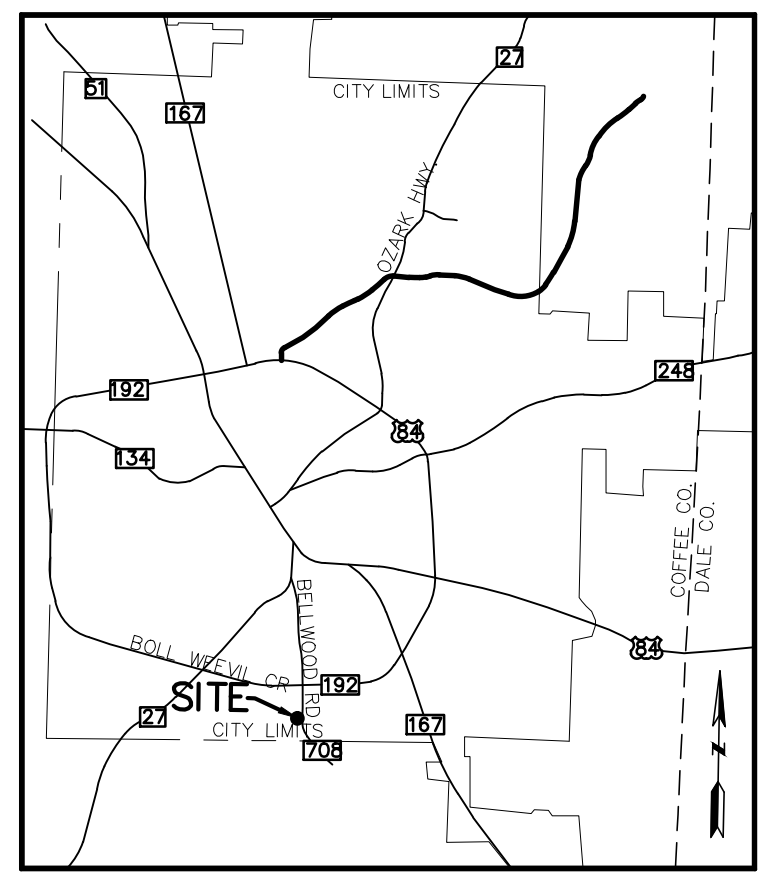 27
51
CITY LIMITS
167
OZARK HWY.
248
192
84
134
COFFEE CO.
DALE CO.
BELLWOOD RD
BOLL WEEVIL CR
84
192
SITE
27
167
CITY LIMITS
708
N